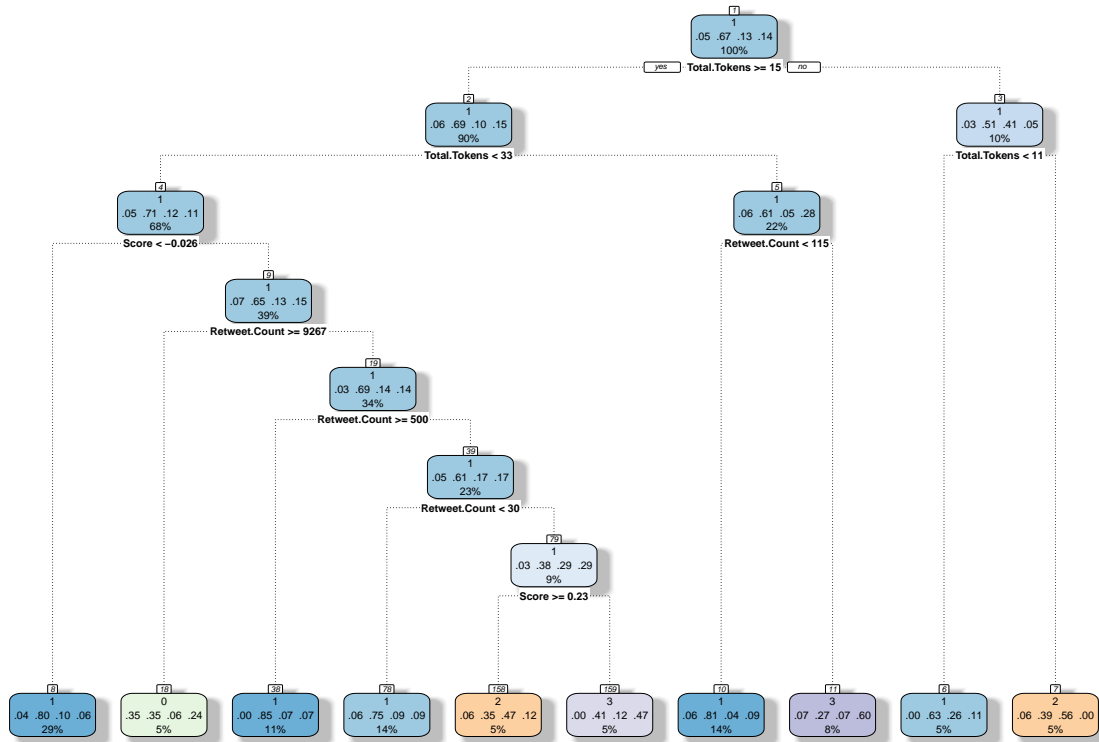 1
1
.05 .67 .13 .14
100%
yes Total.Tokens >= 15 no
2
1
.06 .69 .10 .15
90%
Total.Tokens < 33
3
1
.03 .51 .41 .05
10%
Total.Tokens < 11
4
1
.05 .71 .12 .11
68%
Score < −0.026
5
1
.06 .61 .05 .28
22%
Retweet.Count < 115
9
1
.07 .65 .13 .15
39%
Retweet.Count >= 9267
19
1
.03 .69 .14 .14
34%
Retweet.Count >= 500
39
1
.05 .61 .17 .17
23%
Retweet.Count < 30
79
1
.03 .38 .29 .29
9%
Score >= 0.23
8
1
.04 .80 .10 .06
29%
18
0
.35 .35 .06 .24
5%
38
1
.00 .85 .07 .07
11%
78
1
.06 .75 .09 .09
14%
158
2
.06 .35 .47 .12
5%
159
3
.00 .41 .12 .47
5%
10
1
.06 .81 .04 .09
14%
11
3
.07 .27 .07 .60
8%
6
1
.00 .63 .26 .11
5%
7
2
.06 .39 .56 .00
5%